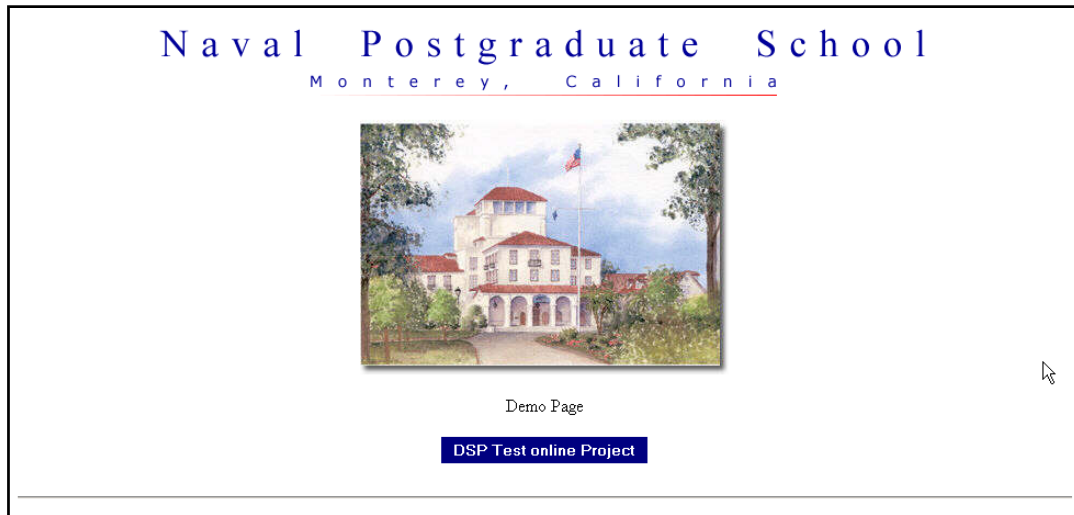 Naval Postgraduate School
Monterey, California
Demo Page
DSP Test online Project